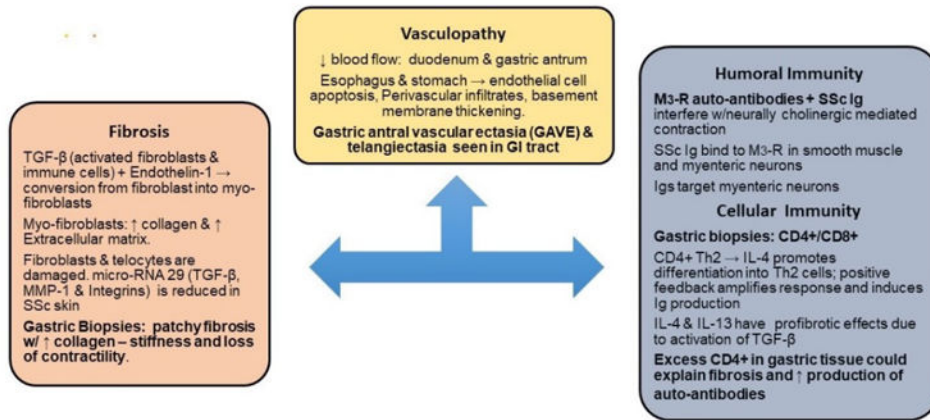 Vasculopathy
↓ blood flow: duodenum & gastric antrum
Esophagus & stomach → endothelial cell
apoptosis, Perivascular infiltrates, basement
membrane thickening.
Gastric antral vascular rectasia (GAVE) &
telangiectasia seen in GI tract
Fibrosis
TGF-β (activated fibroblasts &
immune cells) + Endothelin-1 →
conversion from fibroblast into myo-
fibroblasts
Myo-fibroblasts: ↑ collagen & ↑
Extracellular matrix.
Fibroblasts & telocytes are
damaged. micro-RNA 29 (TGF-β,
MMP-1 & Integrins) is reduced in
SSc skin
Gastric Biopsies: patchy fibrosis
w/ ↑ collagen – stiffness and loss
of contractility.
Humoral Immunity
M3-R auto-antibodies + SSc Ig
interfere w/neurally cholinergic mediated
contraction
SSc Ig bind to M3-R in smooth muscle
and myenteric neurons
Igs target myenteric neurons
Cellular Immunity
Gastric biopsies: CD4+/CD8+
CD4+ Th2 → IL-4 promotes
differentiation into Th2 cells; positive
feedback amplifies response and induces
Ig production
IL-4 & IL-13 have profibrotic effects due
to activation of TGF-β
Excess CD4+ in gastric tissue could
explain fibrosis and ↑ production of
auto-antibodies